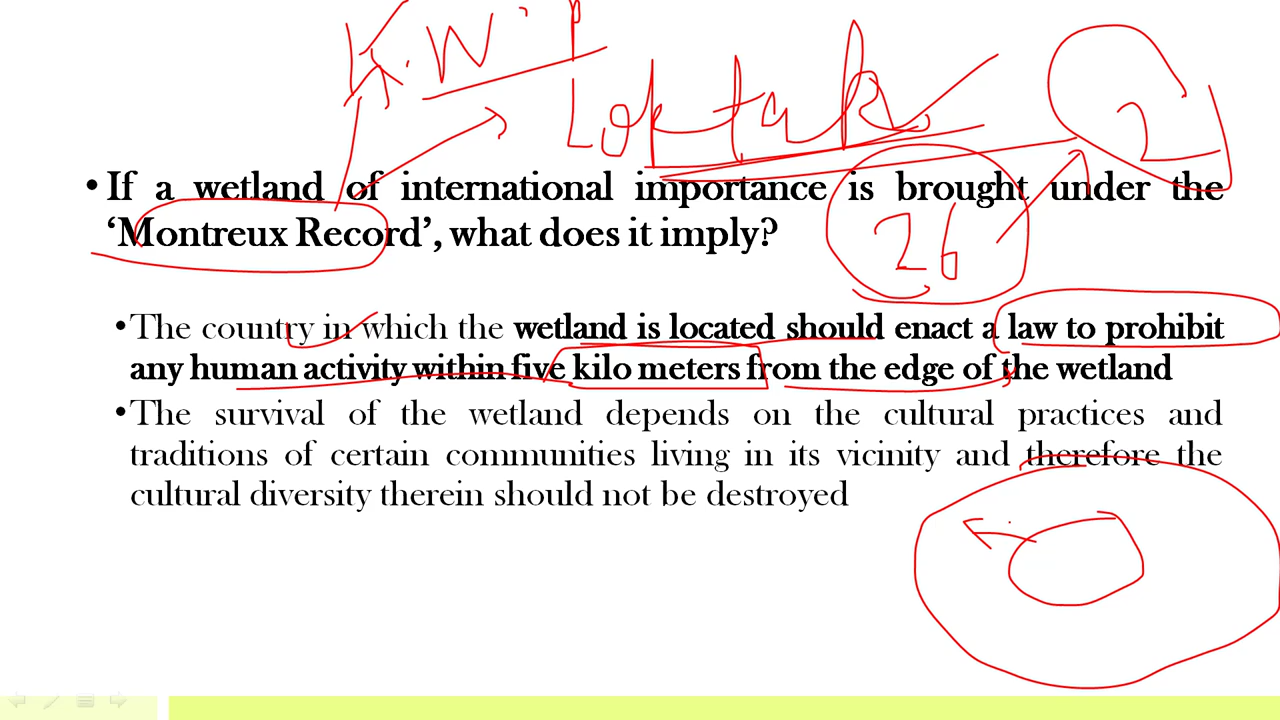 K.W.P
Loktak
2
• If a wetland of international importance is brought under the
‘Montreux Record’, what does it imply?
26
• The country in which the wetland is located should enact a law to prohibit
any human activity within five kilo meters from the edge of the wetland
• The survival of the wetland depends on the cultural practices and
traditions of certain communities living in its vicinity and therefore the
cultural diversity therein should not be destroyed